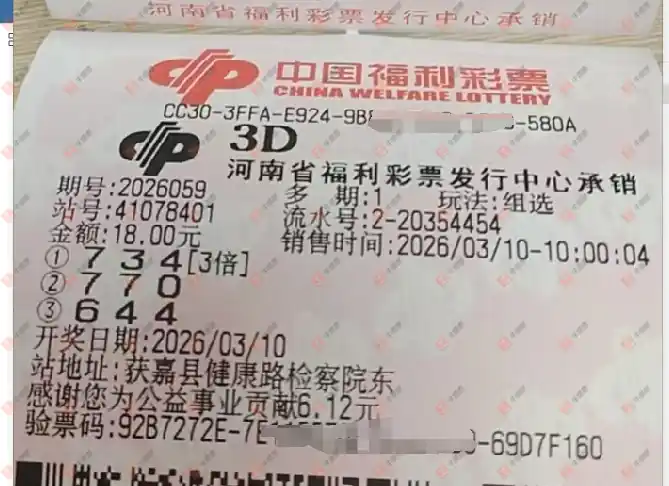 河南省福利彩票发行中心承销
中国福利彩票
CHINA WELFARE LOTTERY
CC30-3FFA-E924-9B -580A
3D
河南省福利彩票发行中心承销
期号:2026059 多 期:1 玩法:组选
站号:41078401 流水号:2-20354454
金额:18.00元 销售时间:2026/03/10-10:00:04
① 7 3 4[3倍]
② 7 7 0
③ 6 4 4
开奖日期:2026/03/10
站地址:获嘉县健康路检察院东
感谢您为公益事业贡献6.12元
验票码:92B7272E-7E -69D7F160